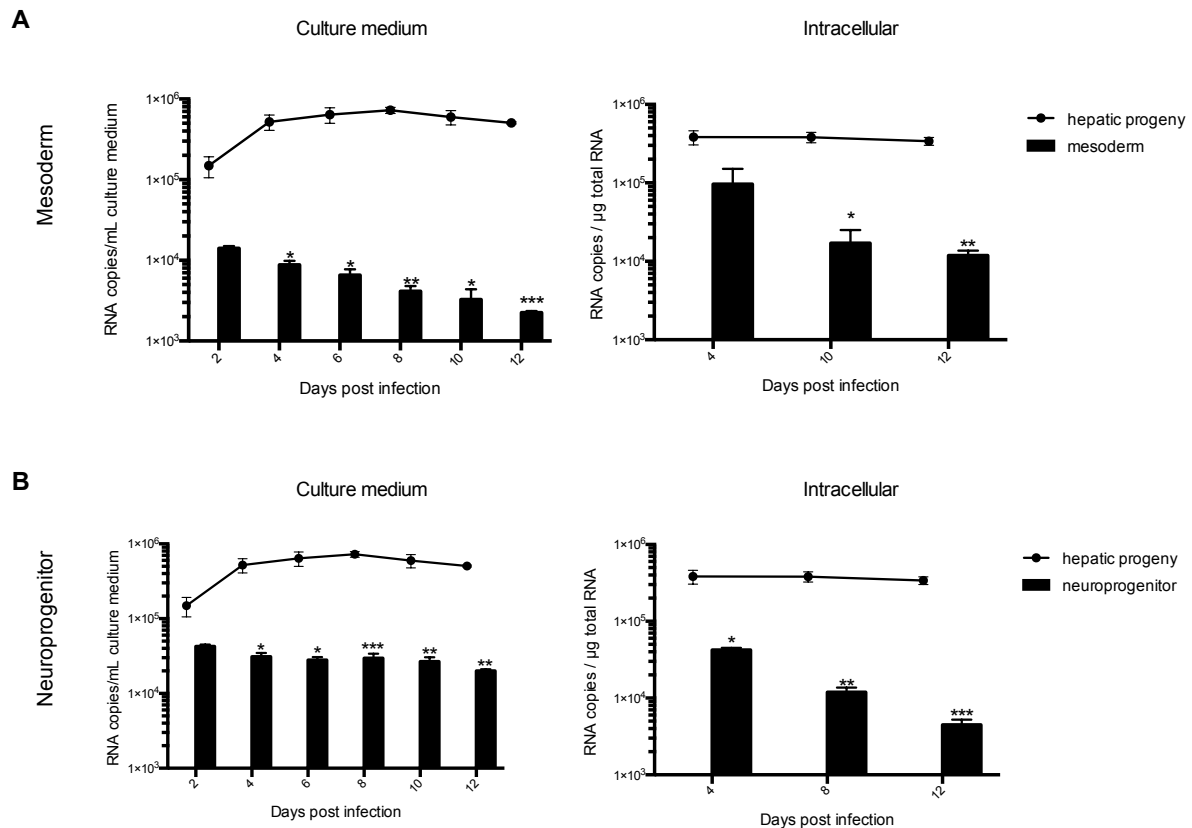 A
Culture medium
Intracellular
Mesoderm
RNA copies/mL culture medium
1×10⁶
1×10⁵
1×10⁴
1×10³
* * ** * ***
2 4 6 8 10 12
Days post infection
RNA copies / µg total RNA
1×10⁶
1×10⁵
1×10⁴
1×10³
* **
4 10 12
Days post infection
hepatic progeny
mesoderm
B
Culture medium
Intracellular
Neuroprogenitor
RNA copies/mL culture medium
1×10⁶
1×10⁵
1×10⁴
1×10³
* * *** ** **
2 4 6 8 10 12
Days post infection
RNA copies / µg total RNA
1×10⁶
1×10⁵
1×10⁴
1×10³
* ** ***
4 8 12
Days post infection
hepatic progeny
neuroprogenitor